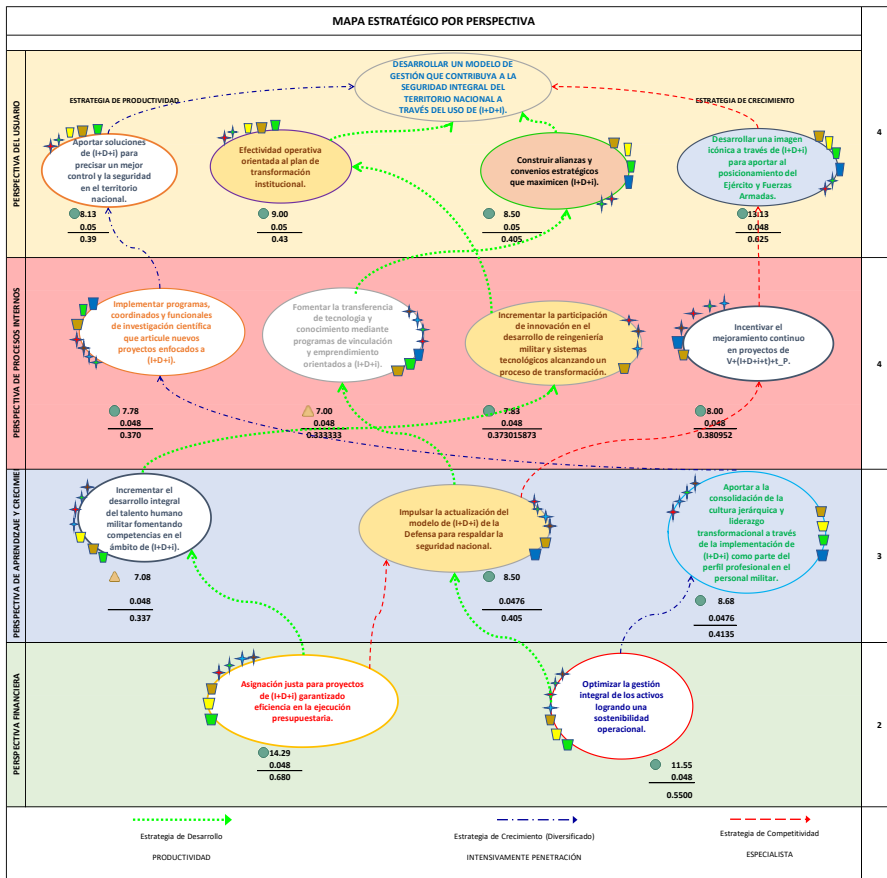 MAPA ESTRATÉGICO POR PERSPECTIVA
4
PERSPECTIVA DEL USUARIO
DESARROLLAR UN MODELO DE
GESTIÓN QUE CONTRIBUYA A LA
SEGURIDAD INTEGRAL DEL
TERRITORIO NACIONAL A
TRAVÉS DEL USO DE (I+D+I).
ESTRATEGIA DE PRODUCTIVIDAD
ESTRATEGIA DE CRECIMIENTO
Aportar soluciones
de (I+D+i) para
precisar un mejor
control y la seguridad
en el territorio
nacional.
Efectividad operativa
orientada al plan de
transformación
institucional.
Construir alianzas y
convenios estratégicos
que maximicen (I+D+i).
Desarrollar una imagen
icónica a través de (I+D+i)
para aportar al
posicionamiento del
Ejército y Fuerzas
Armadas.
4
8.13
0.05
0.39
9.00
0.05
0.43
8.50
0.05
0.405
13.13
0.048
0.625
PERSPECTIVA DE PROCESOS INTERNOS
Implementar programas,
coordinados y funcionales
de investigación científica
que articule nuevos
proyectos enfocados a
(I+D+i).
Fomentar la transferencia
de tecnología y
conocimiento mediante
programas de vinculación
y emprendimiento
orientados a (I+D+i).
Incrementar la participación
de innovación en el
desarrollo de reingeniería
militar y sistemas
tecnológicos alcanzando un
proceso de transformación.
Incentivar el
mejoramiento continuo
en proyectos de
V+(I+D+i+t)+t_P.
4
7.78
0.048
0.370
7.00
0.048
0.333333
7.83
0.048
0.373015873
8.00
0.048
0.380952
PERSPECTIVA DE APRENDIZAJE Y CRECIMIE
Incrementar el
desarrollo integral
del talento humano
militar fomentando
competencias en el
ámbito de (I+D+i).
Impulsar la actualización del
modelo de (I+D+i) de la
Defensa para respaldar la
seguridad nacional.
Aportar a la
consolidación de la
cultura jerárquica y
liderazgo
transformacional a través
de la implementación de
(I+D+i) como parte del
perfil profesional en el
personal militar.
3
7.08
0.048
0.337
8.50
0.0476
0.405
8.68
0.0476
0.4135
PERSPECTIVA FINANCIERA
Asignación justa para proyectos
de (I+D+i) garantizado
eficiencia en la ejecución
presupuestaria.
Optimizar la gestión
integral de los activos
logrando una
sostenibilidad
operacional.
2
14.29
0.048
0.680
11.55
0.048
0.5500
Estrategia de Desarrollo
PRODUCTIVIDAD
Estrategia de Crecimiento (Diversificado)
INTENSIVAMENTE PENETRACIÓN
Estrategia de Competitividad
ESPECIALISTA